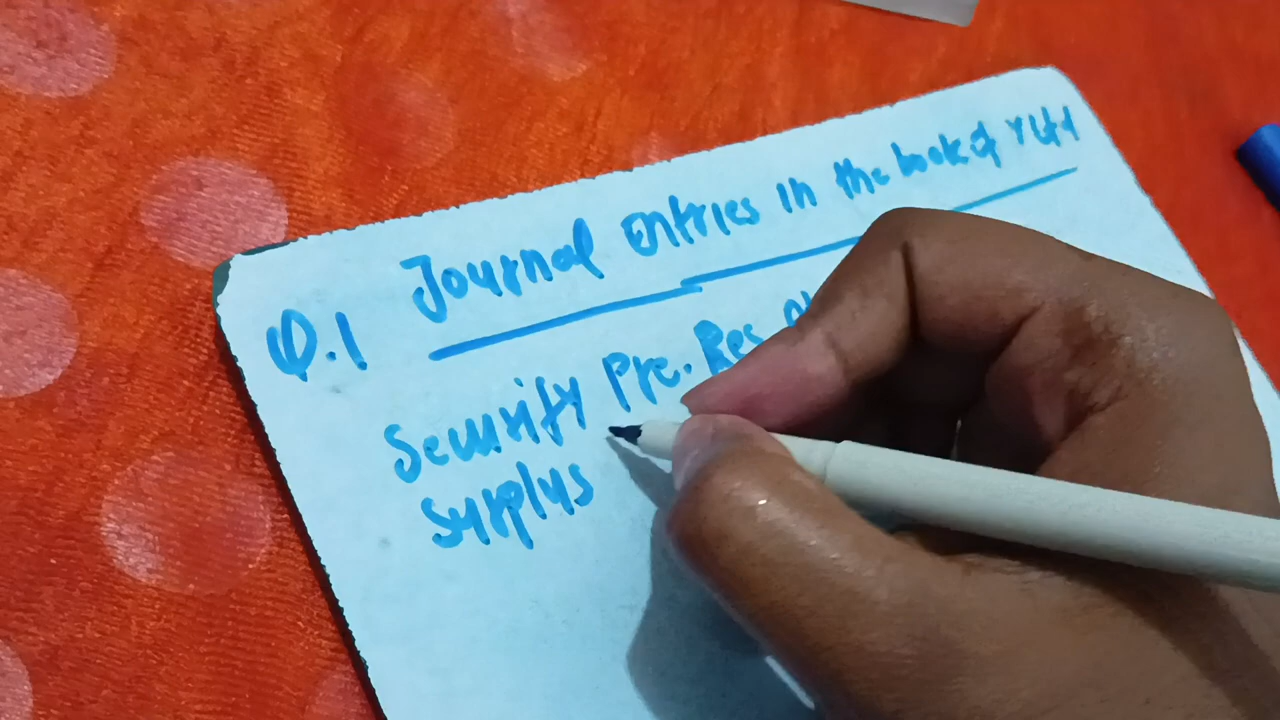 Q.1 Journal Entries in the book of Y Ltd
Security Pre. Res
Surplus